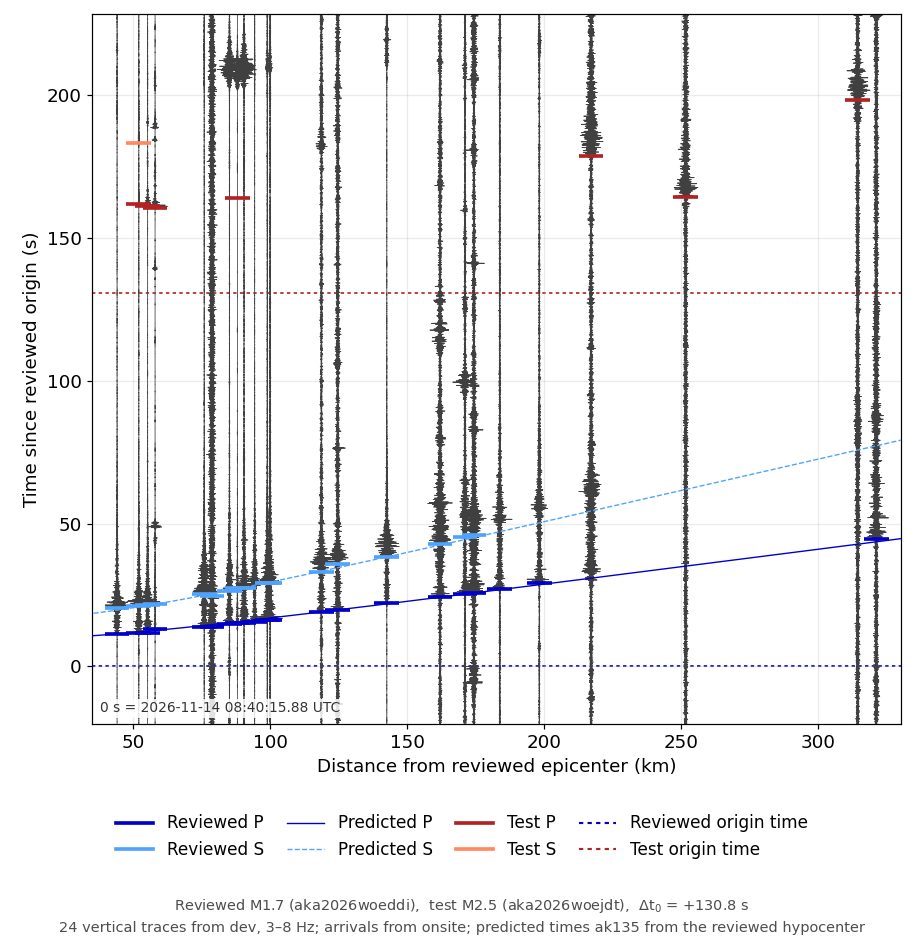 200
150
100
50
0
Time since reviewed origin (s)
0 s = 2026-11-14 08:40:15.88 UTC
50 100 150 200 250 300
Distance from reviewed epicenter (km)
Reviewed P Predicted P Test P Reviewed origin time
Reviewed S Predicted S Test S Test origin time
Reviewed M1.7 (aka2026woeddi), test M2.5 (aka2026woejdt), Δt₀ = +130.8 s
24 vertical traces from dev, 3–8 Hz; arrivals from onsite; predicted times ak135 from the reviewed hypocenter